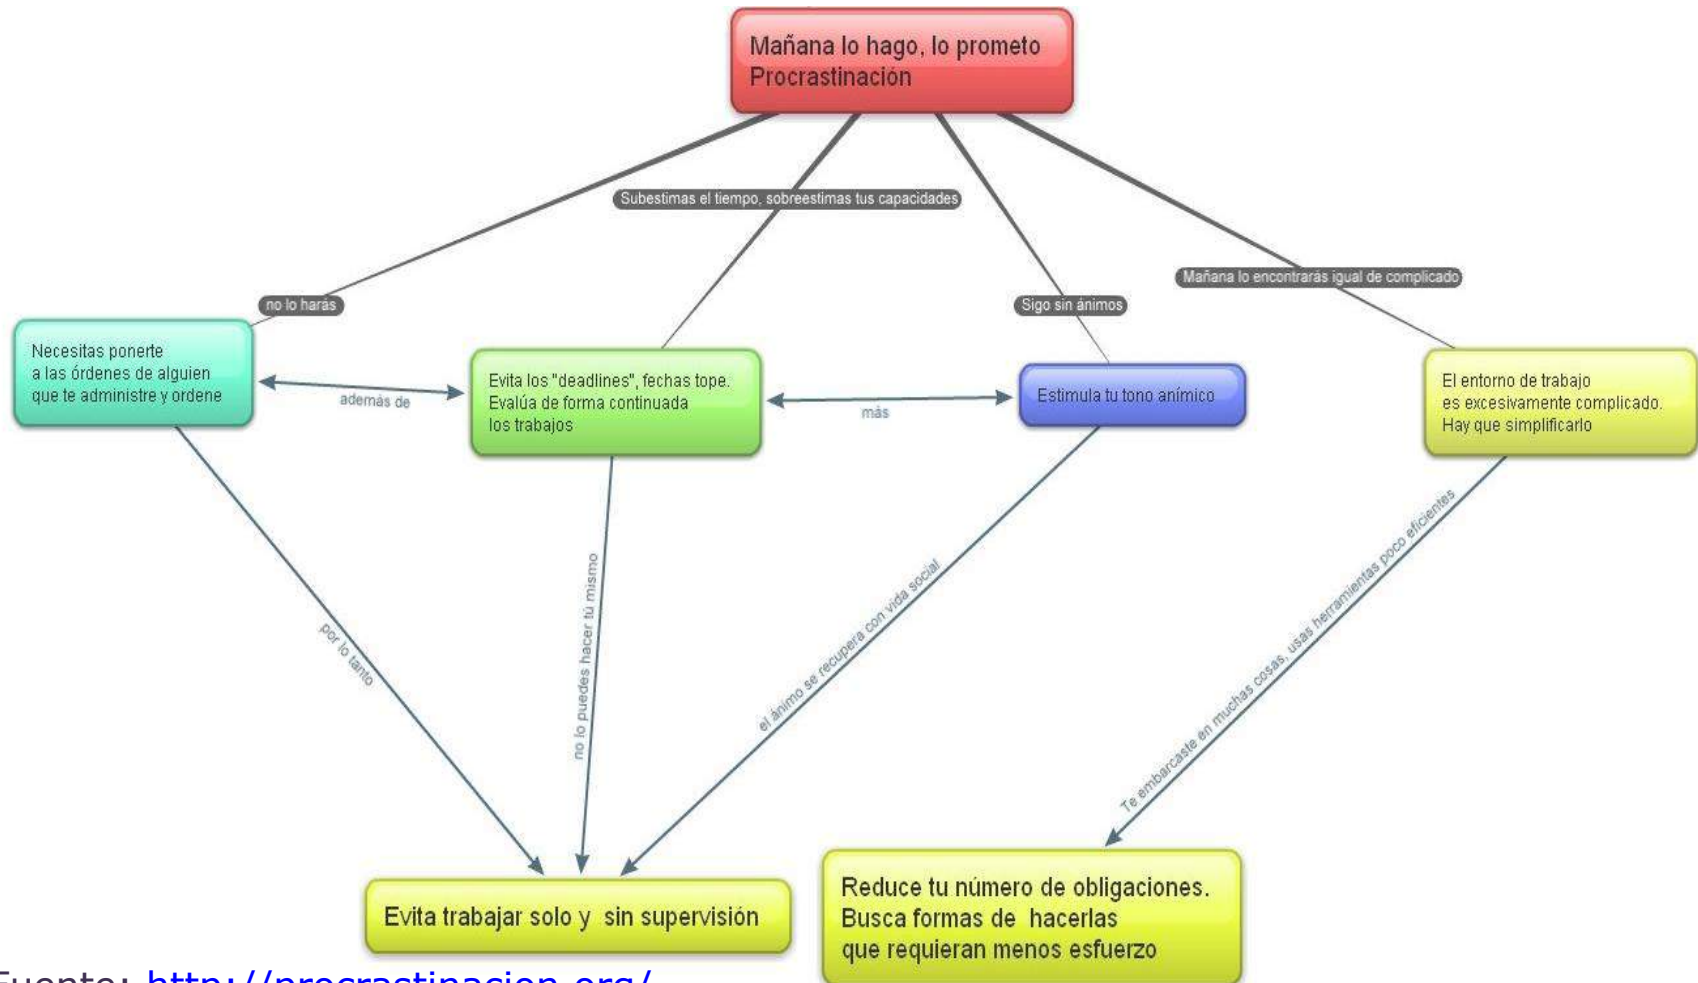 Mañana lo hago, lo prometo
Procrastinación
Subestimas el tiempo, sobreestimas tus capacidades
Mañana lo encontrarás igual de complicado
no lo harás
Sigo sin ánimos
Necesitas ponerte
a las órdenes de alguien
que te administre y ordene
además de
Evita los "deadlines", fechas tope.
Evalúa de forma continuada
los trabajos
más
Estimula tu tono anímico
El entorno de trabajo
es excesivamente complicado.
Hay que simplificarlo
por lo tanto
no lo puedes hacer tú mismo
el ánimo se recupera con vida social
Te embarcaste en muchas cosas, usas herramientas poco eficientes
Evita trabajar solo y sin supervisión
Reduce tu número de obligaciones.
Busca formas de hacerlas
que requieran menos esfuerzo
Fuente: http://procrastinacion.org/